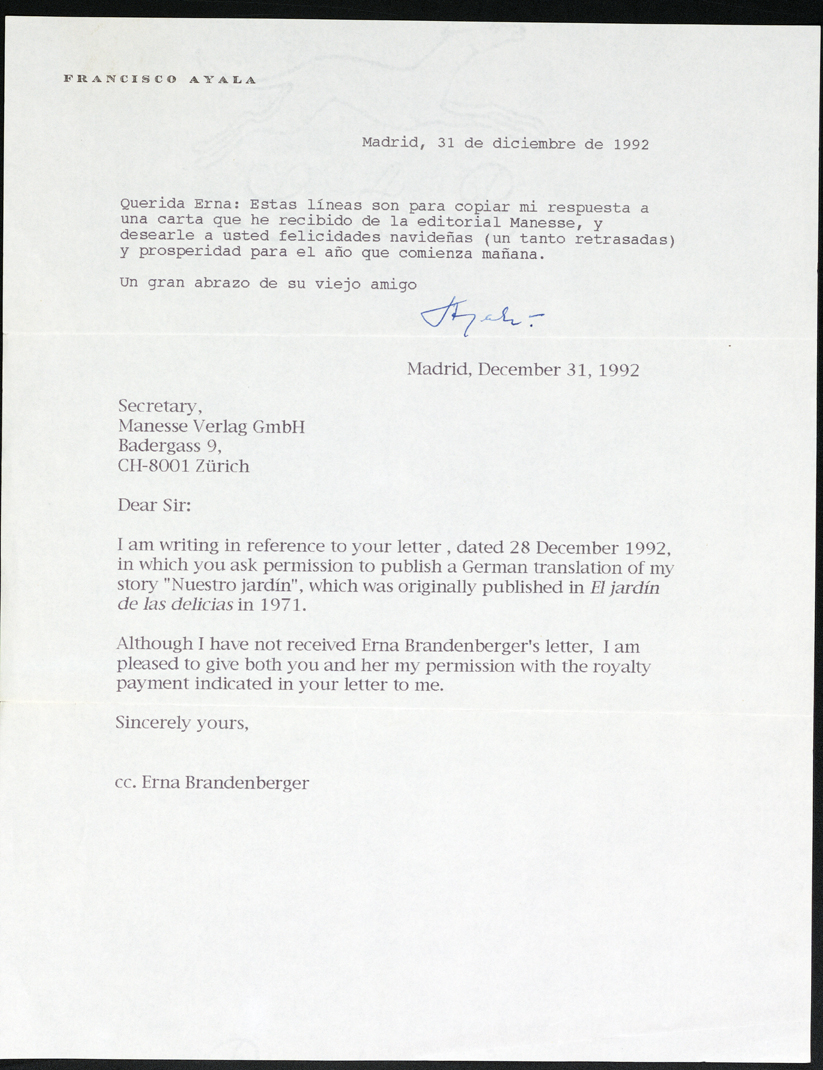 FRANCISCO AYALA
Madrid, 31 de diciembre de 1992
Querida Erna: Estas líneas son para copiar mi respuesta a
una carta que he recibido de la editorial Manesse, y
desearle a usted felicidades navideñas (un tanto retrasadas)
y prosperidad para el año que comienza mañana.
Un gran abrazo de su viejo amigo
Ayala-
Madrid, December 31, 1992
Secretary,
Manesse Verlag GmbH
Badergass 9,
CH-8001 Zürich
Dear Sir:
I am writing in reference to your letter , dated 28 December 1992,
in which you ask permission to publish a German translation of my
story "Nuestro jardín", which was originally published in El jardín
de las delicias in 1971.
Although I have not received Erna Brandenberger's letter, I am
pleased to give both you and her my permission with the royalty
payment indicated in your letter to me.
Sincerely yours,
cc. Erna Brandenberger